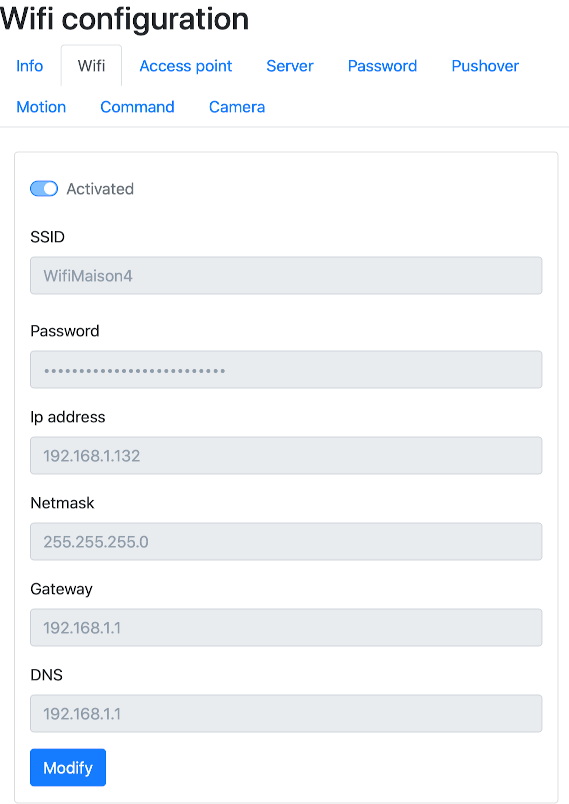 Wifi configuration
Info Wifi Access point Server Password Pushover
Motion Command Camera
Activated
SSID
WifiMaison4
Password
••••••••••••••••••••••••••
Ip address
192.168.1.132
Netmask
255.255.255.0
Gateway
192.168.1.1
DNS
192.168.1.1
Modify